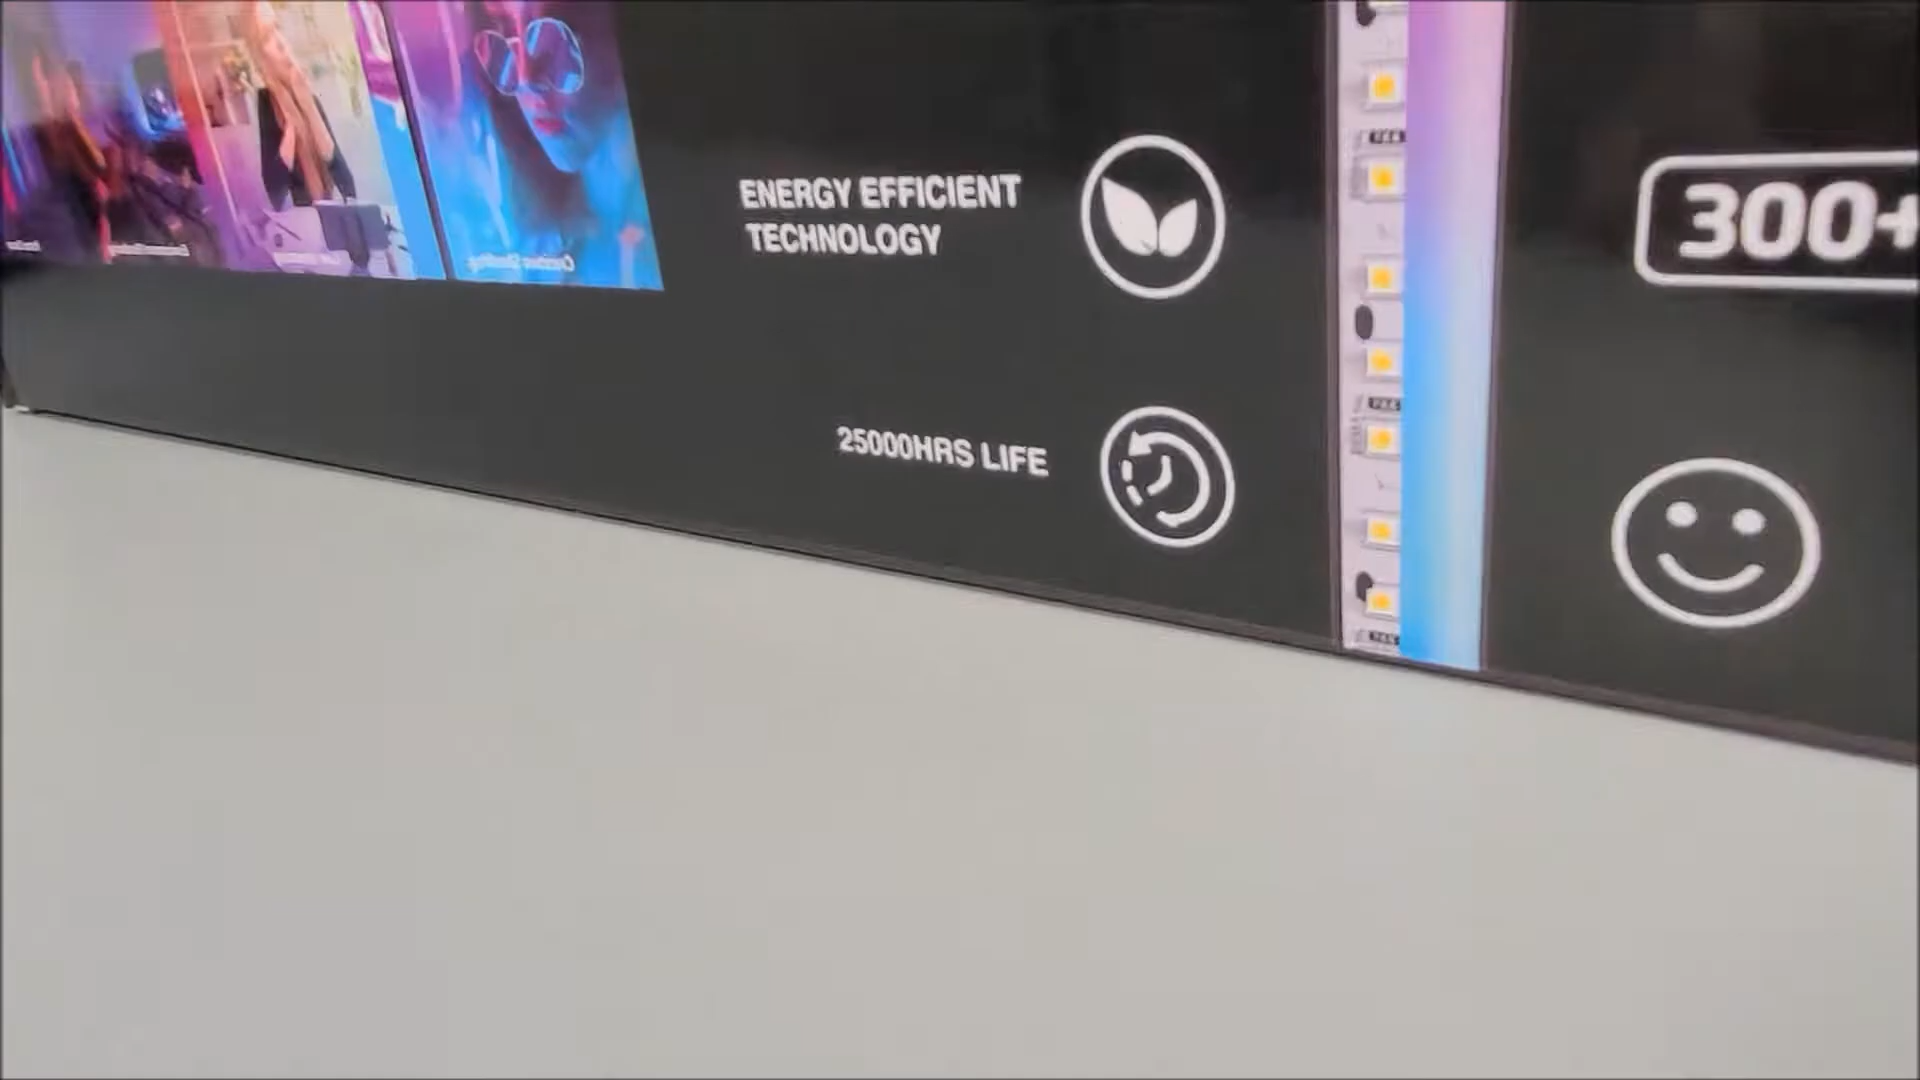 ENERGY EFFICIENT
TECHNOLOGY
25000HRS LIFE
300+